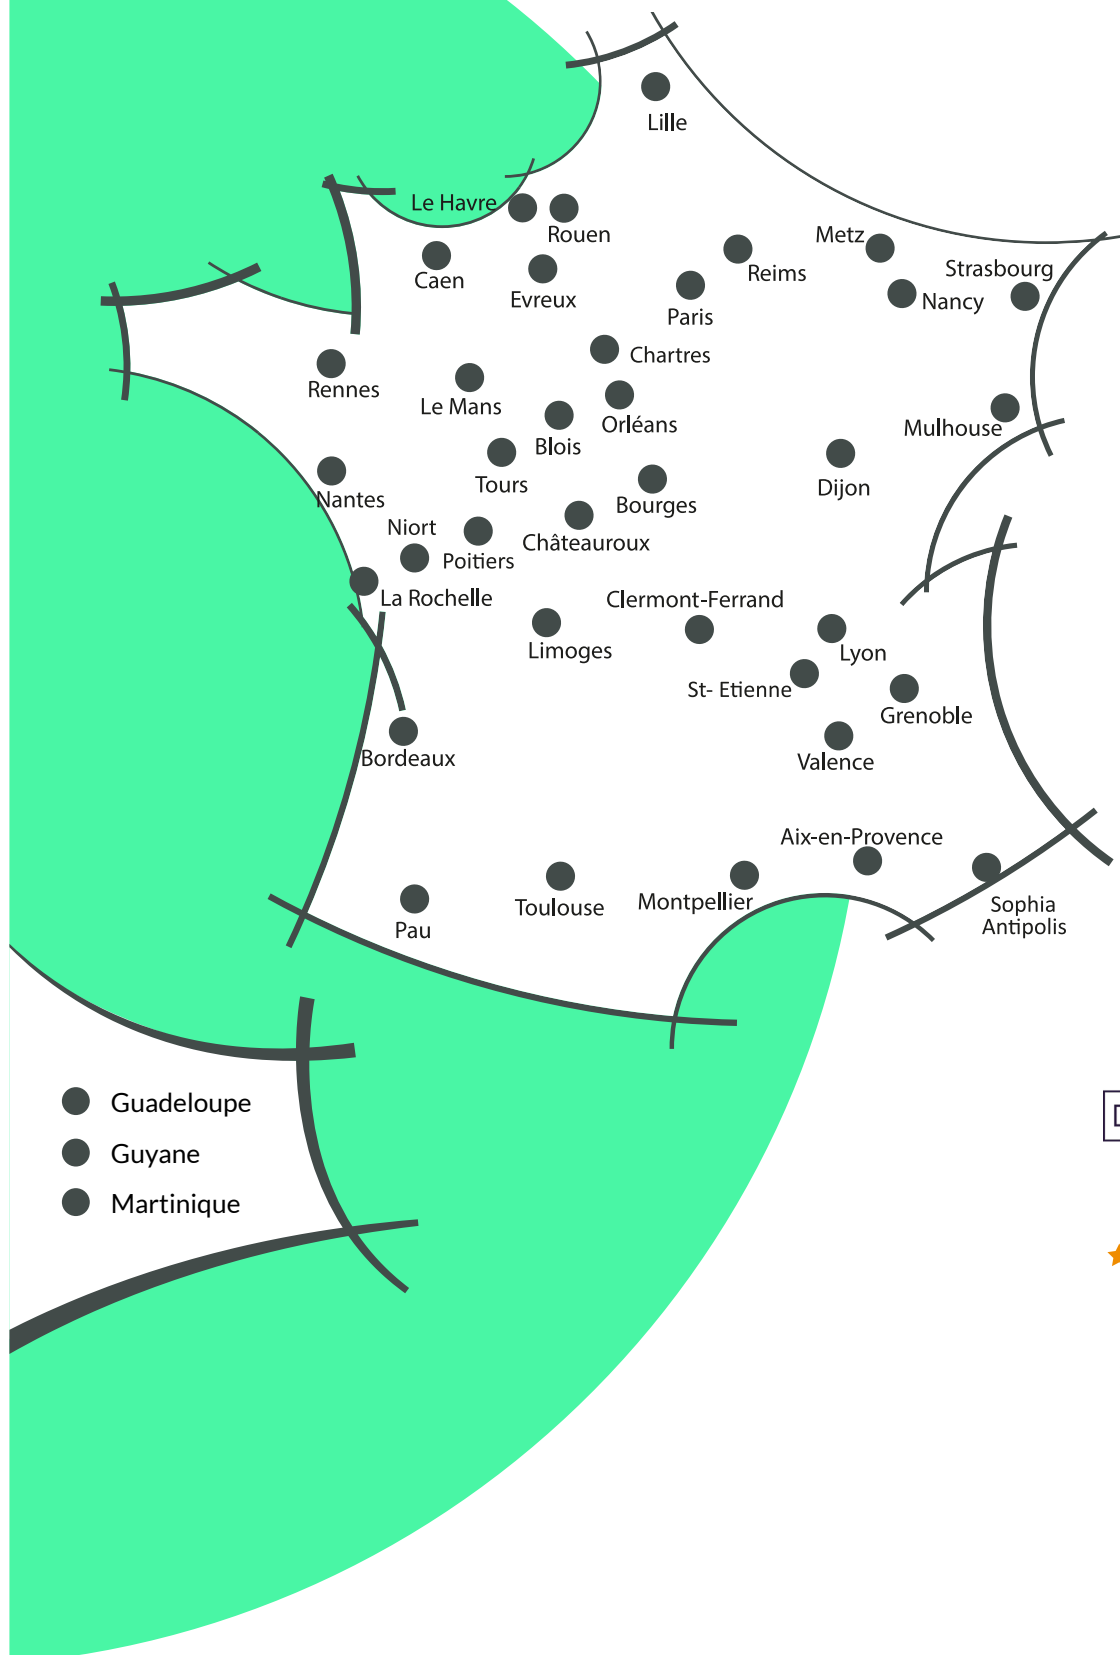 Lille
Le Havre
Rouen
Caen
Evreux
Metz
Reims
Strasbourg
Nancy
Paris
Chartres
Rennes
Le Mans
Orléans
Blois
Mulhouse
Tours
Dijon
Nantes
Bourges
Niort
Châteauroux
Poitiers
La Rochelle
Clermont-Ferrand
Limoges
Lyon
St- Etienne
Grenoble
Bordeaux
Valence
Aix-en-Provence
Toulouse
Montpellier
Sophia
Antipolis
Pau
Guadeloupe
Guyane
Martinique